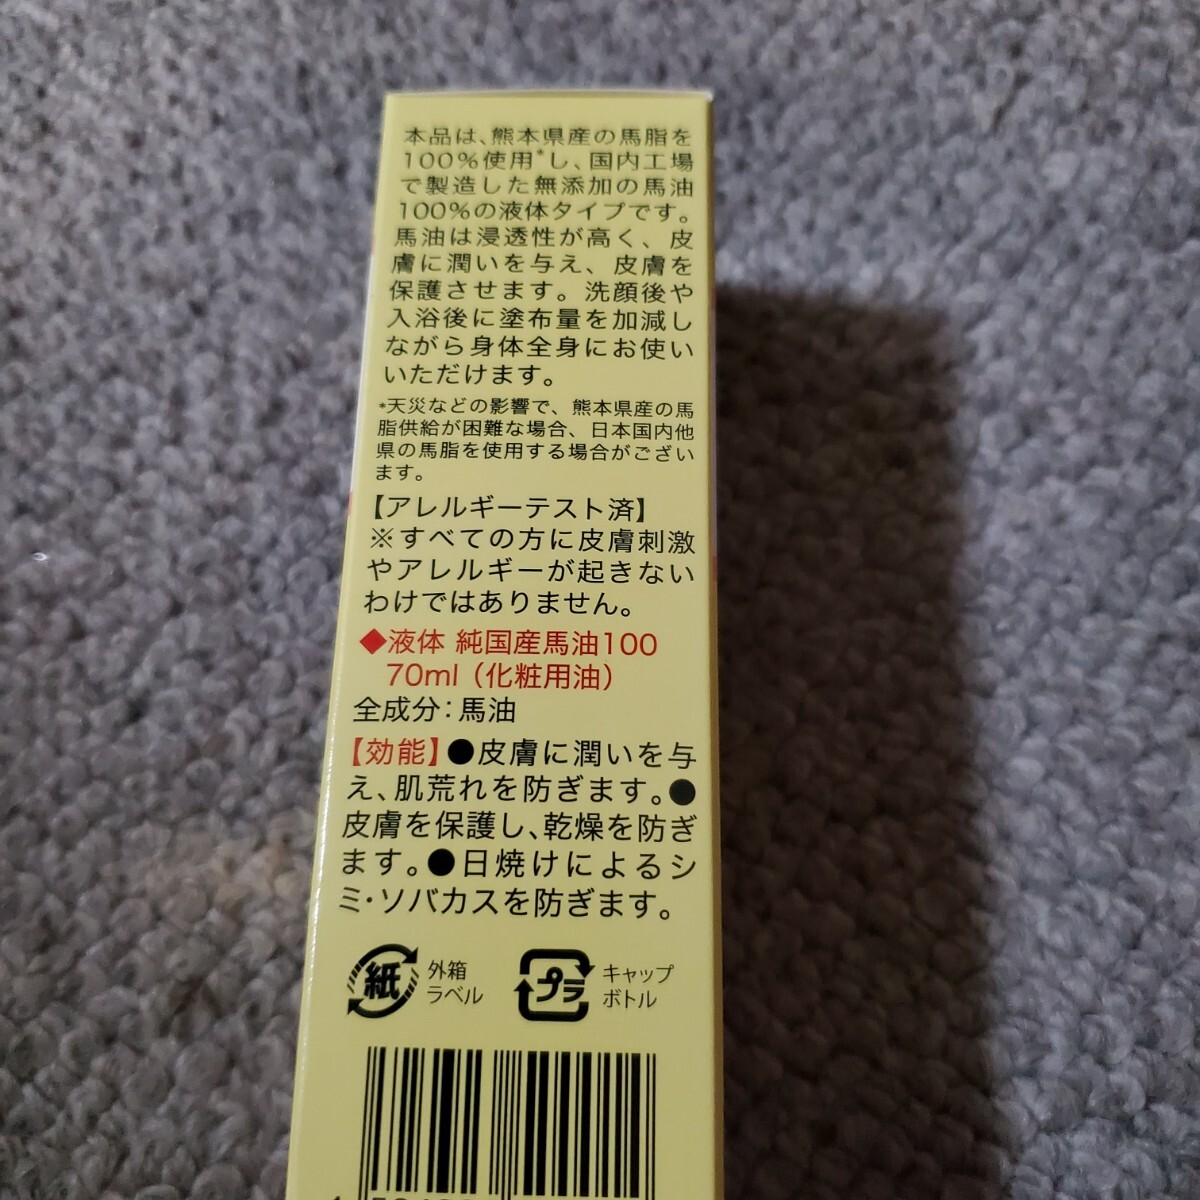 本品は、熊本県産の馬脂を
100%使用*し、国内工場
で製造した無添加の馬油
100%の液体タイプです。
馬油は浸透性が高く、皮
膚に潤いを与え、皮膚を
保護させます。洗顔後や
入浴後に塗布量を加減し
ながら身体全身にお使い
いただけます。
*天災などの影響で、熊本県産の馬
脂供給が困難な場合、日本国内他
県の馬脂を使用する場合がござい
ます。
【アレルギーテスト済】
※すべての方に皮膚刺激
やアレルギーが起きない
わけではありません。
◆液体 純国産馬油100
70ml（化粧用油）
全成分：馬油
【効能】●皮膚に潤いを与
え、肌荒れを防ぎます。●
皮膚を保護し、乾燥を防ぎ
ます。●日焼けによるシ
ミ・ソバカスを防ぎます。
紙 外箱
ラベル
プラ キャップ
ボトル